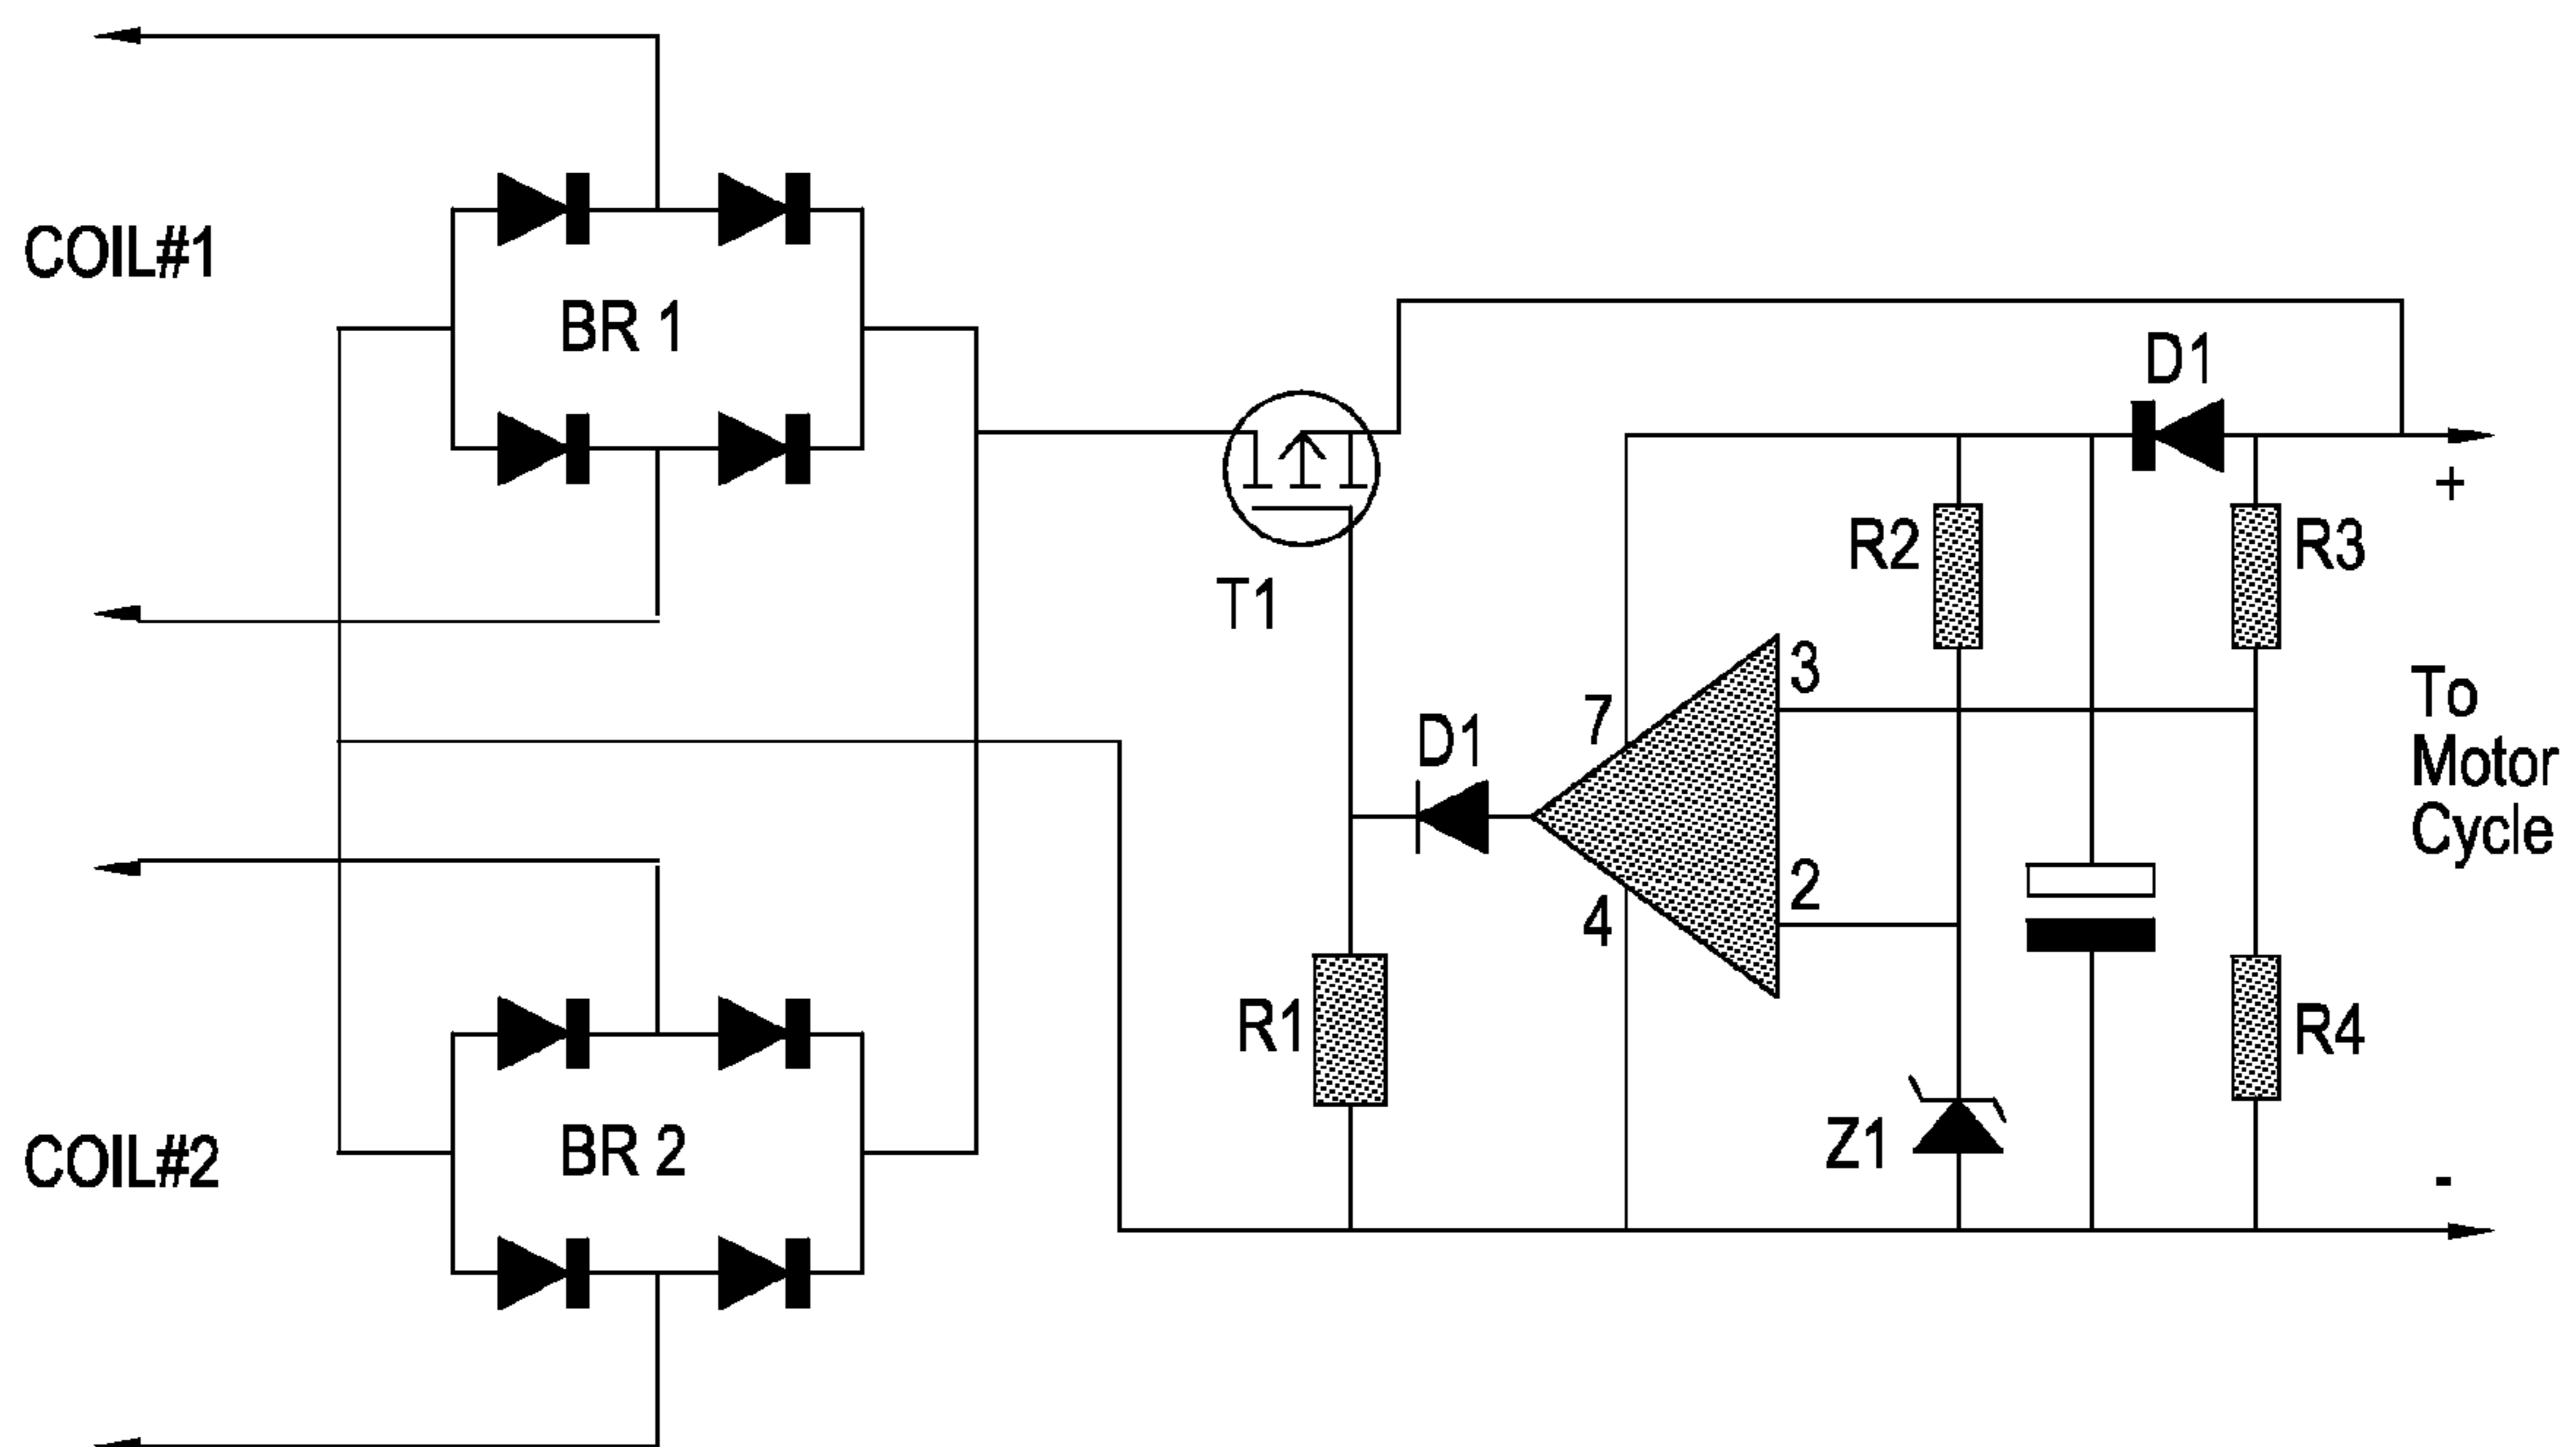 COIL#1
BR 1
D1
+
R2
R3
T1
3
To
Motor
Cycle
7
D1
2
4
R1
R4
COIL#2
BR 2
Z1
-